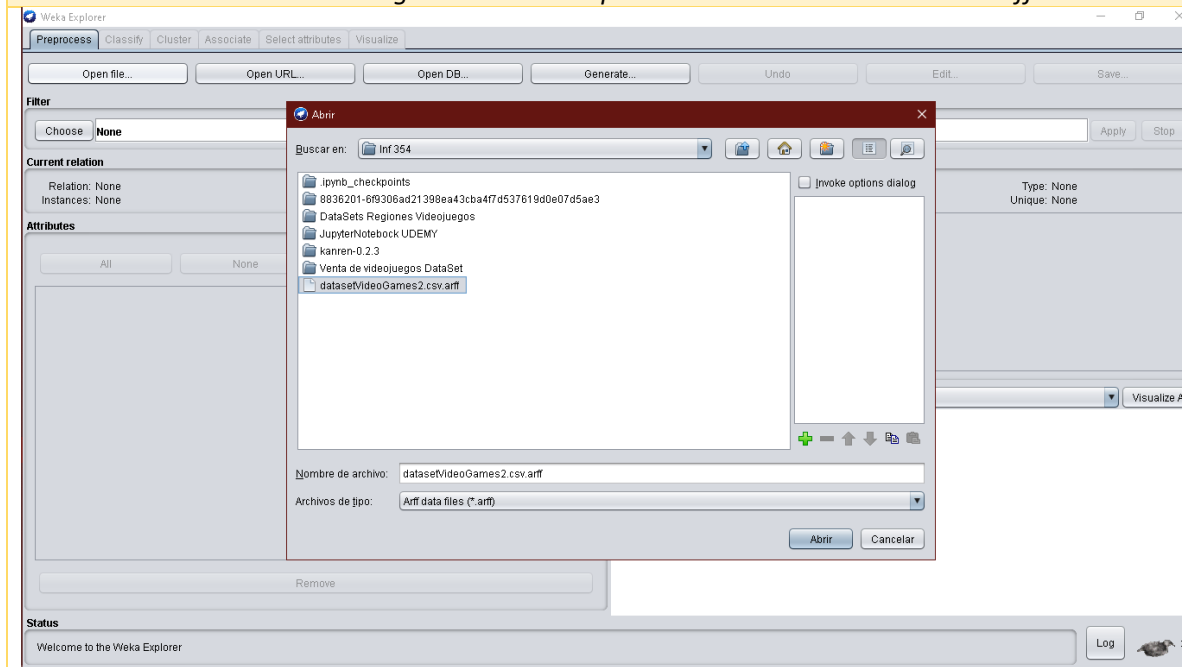 Weka Explorer
Preprocess Classify Cluster Associate Select attributes Visualize
Open file... Open URL... Open DB... Generate... Undo Edit... Save...
Filter
Choose None Apply Stop
Current relation
Relation: None Type: None
Instances: None Unique: None
Attributes
All None
Visualize A
Remove
Status
Welcome to the Weka Explorer
Log
Abrir
Buscar en: Inf 354
.ipynb_checkpoints
8836201-6f9306ad21398ea43cba4f7d537619d0e07d5ae3
DataSets Regiones Videojuegos
JupyterNotebock UDEMY
kanren-0.2.3
Venta de videojuegos DataSet
datasetVideoGames2.csv.arff
Invoke options dialog
Nombre de archivo: datasetVideoGames2.csv.arff
Archivos de tipo: Arff data files (*.arff)
Abrir Cancelar